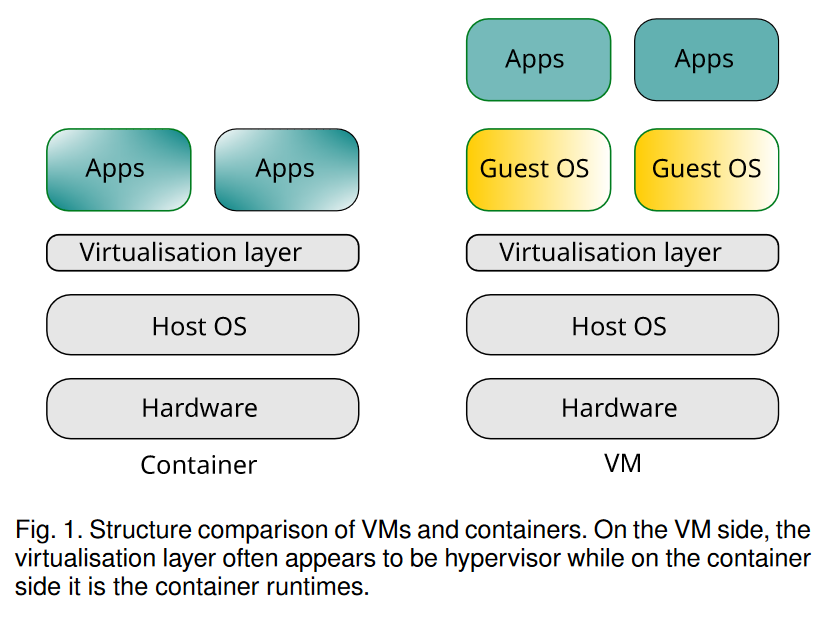 Apps Apps
Apps Apps Guest OS Guest OS
Virtualisation layer Virtualisation layer
Host OS Host OS
Hardware Hardware
Container VM
Fig. 1. Structure comparison of VMs and containers. On the VM side, the
virtualisation layer often appears to be hypervisor while on the container
side it is the container runtimes.